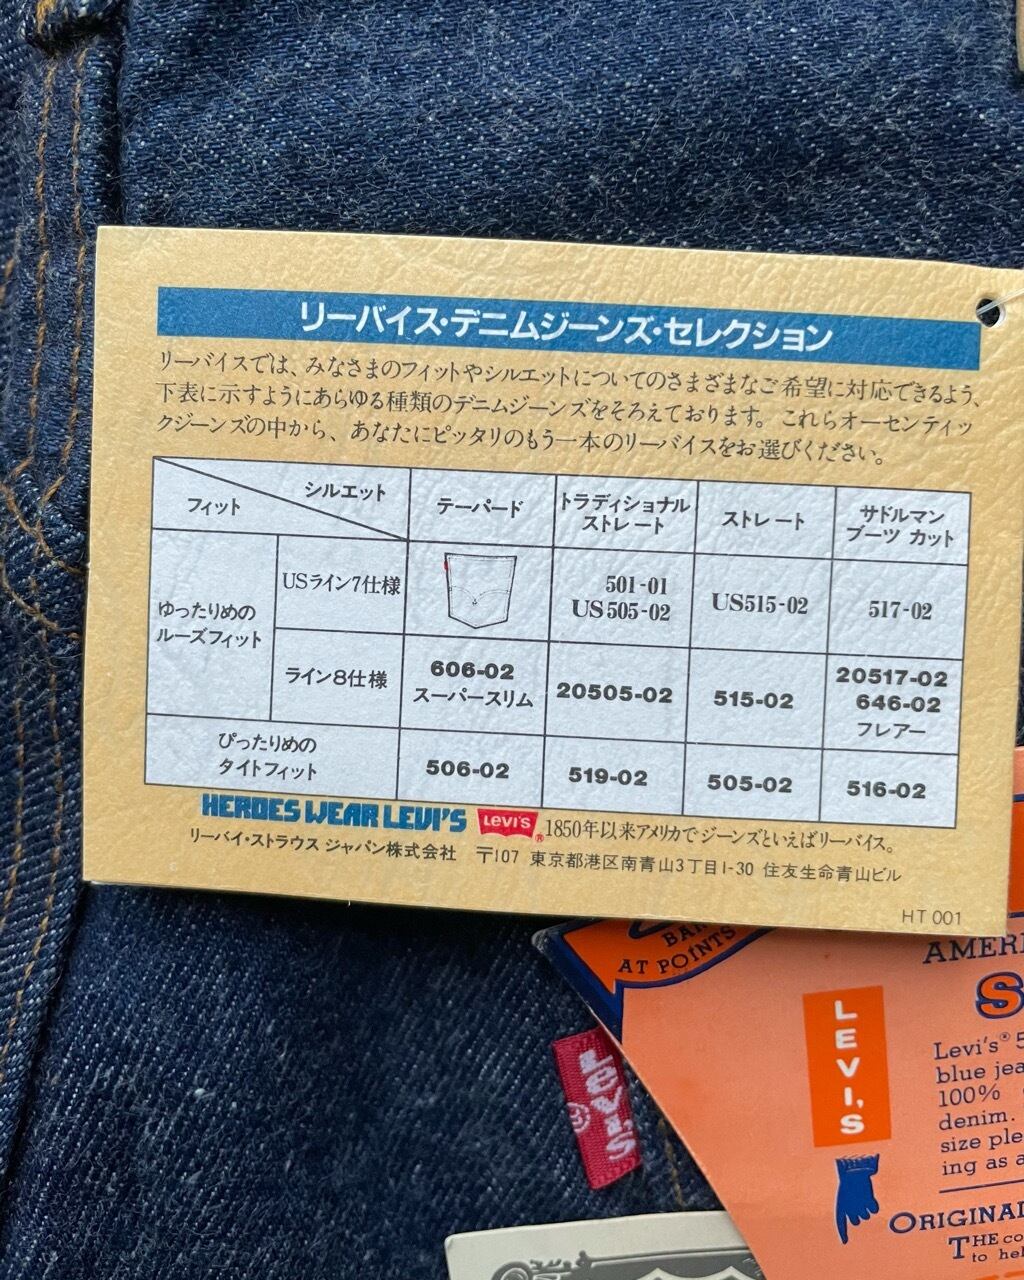 リーバイス・デニムジーンズ・セレクション
リーバイスでは、みなさまのフィットやシルエットについてのさまざまなご希望に対応できるよう、
下表に示すようにあらゆる種類のデニムジーンズをそろえております。これらオーセンティッ
クジーンズの中から、あなたにピッタリのもう一本のリーバイスをお選びください。
フィット シルエット テーパード トラディショナル ストレート ストレート サドルマン ブーツ カット
ゆったりめの ルーズフィット
USライン7仕様 501-01 US505-02 US515-02 517-02
ライン8仕様 606-02 スーパースリム 20505-02 515-02 20517-02 646-02 フレアー
ぴったりめの タイトフィット 506-02 519-02 505-02 516-02
HEROES WEAR LEVI'S Levi's ® 1850年以来アメリカでジーンズといえばリーバイス。
リーバイ・ストラウス ジャパン株式会社 〒107 東京都港区南青山3丁目1-30 住友生命青山ビル
HT 001
AT POINTS
LEVI'S
Levi's
Levi's®
100%
denim.
ing as a
ORIGINAL
THE